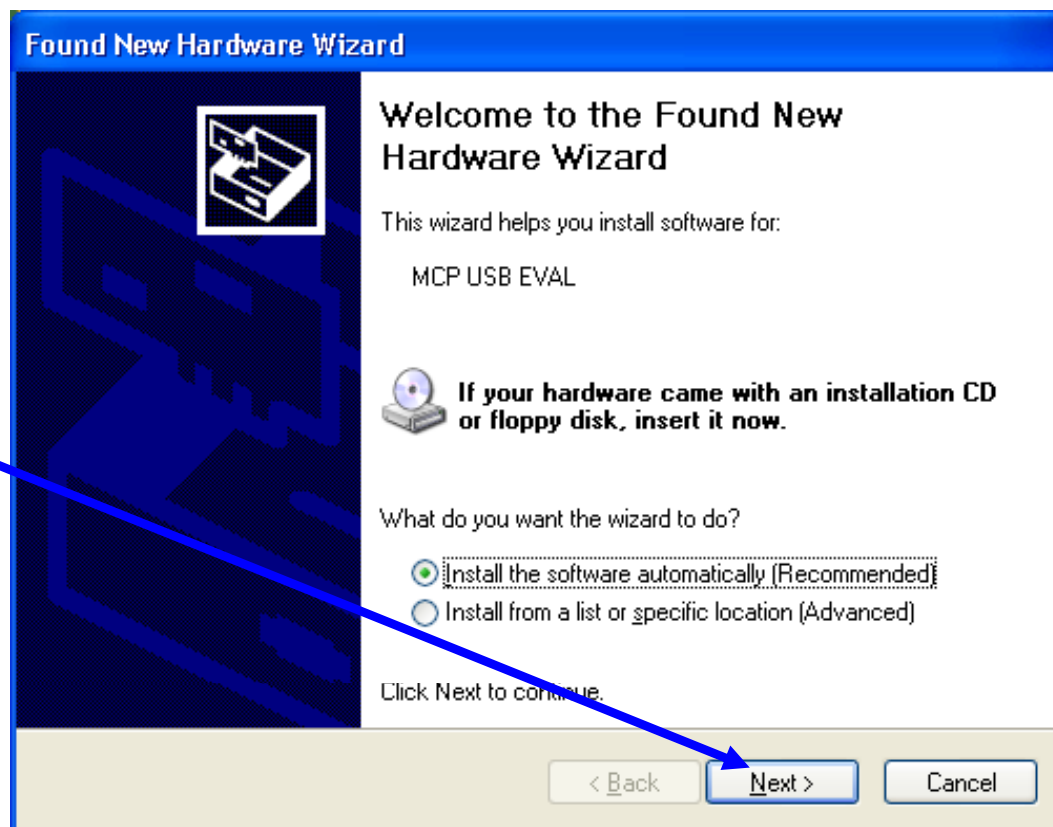 Found New Hardware Wizard
Welcome to the Found New
Hardware Wizard
This wizard helps you install software for:
MCP USB EVAL
If your hardware came with an installation CD
or floppy disk, insert it now.
What do you want the wizard to do?
Install the software automatically (Recommended)
Install from a list or specific location (Advanced)
Click Next to continue.
< Back Next > Cancel